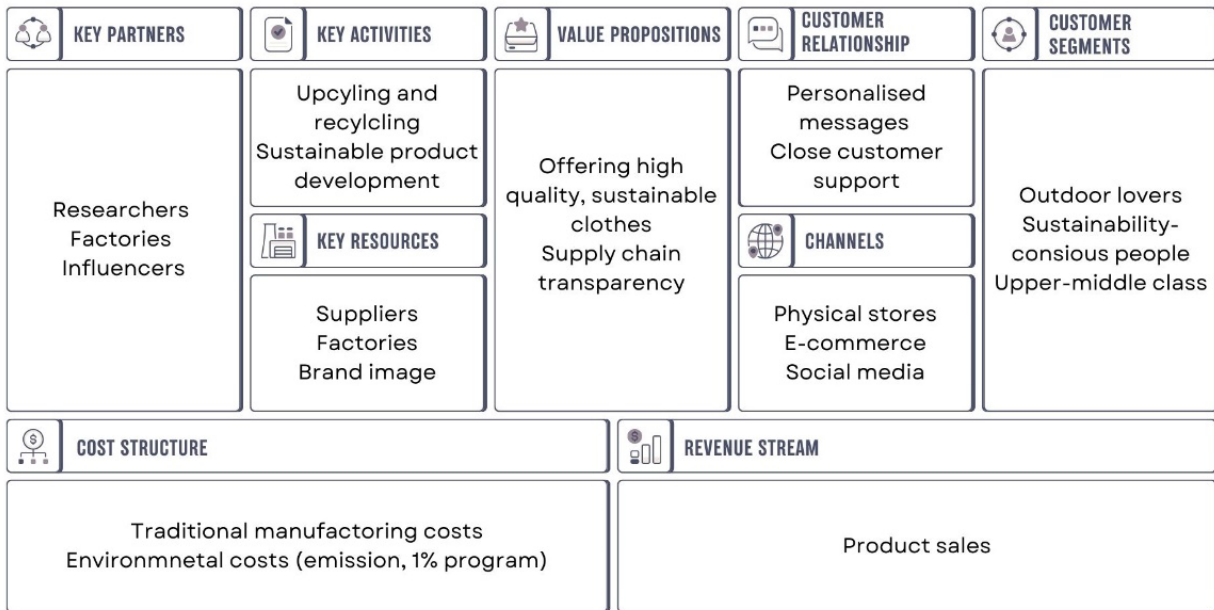 KEY PARTNERS
Researchers
Factories
Influencers
KEY ACTIVITIES
Upcyling and
recylcling
Sustainable product
development
KEY RESOURCES
Suppliers
Factories
Brand image
VALUE PROPOSITIONS
Offering high
quality, sustainable
clothes
Supply chain
transparency
CUSTOMER
RELATIONSHIP
Personalised
messages
Close customer
support
CHANNELS
Physical stores
E-commerce
Social media
CUSTOMER
SEGMENTS
Outdoor lovers
Sustainability-
consious people
Upper-middle class
COST STRUCTURE
Traditional manufactoring costs
Environmnetal costs (emission, 1% program)
REVENUE STREAM
Product sales